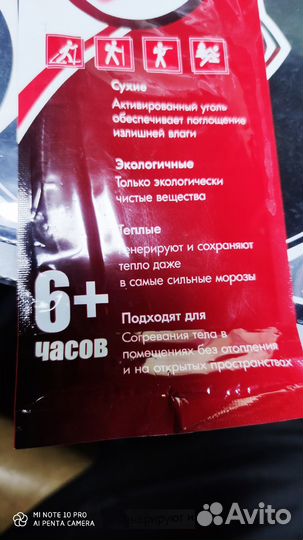 Сухие
Активированный уголь
обеспечивает поглощение
излишней влаги
Экологичные
Только экологически
чистые вещества
Теплые
генерируют и сохраняют
тепло даже
в самые сильные морозы
6+
часов
Подходят для
Согревания тела в
помещениях без отопления
и на открытых пространствах
MI NOTE 10 PRO
AI PENTA CAMERA
Avito